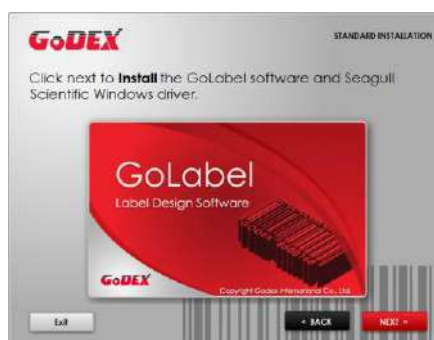 GoDEX
STANDARD INSTALLATION
Click next to Install the GoLabel software and Seagull
Scientific Windows driver.
GoLabel
Label Design Software
GoDEX
Copyright Godex International Co., Ltd.
Exit
< BACK
NEXT >